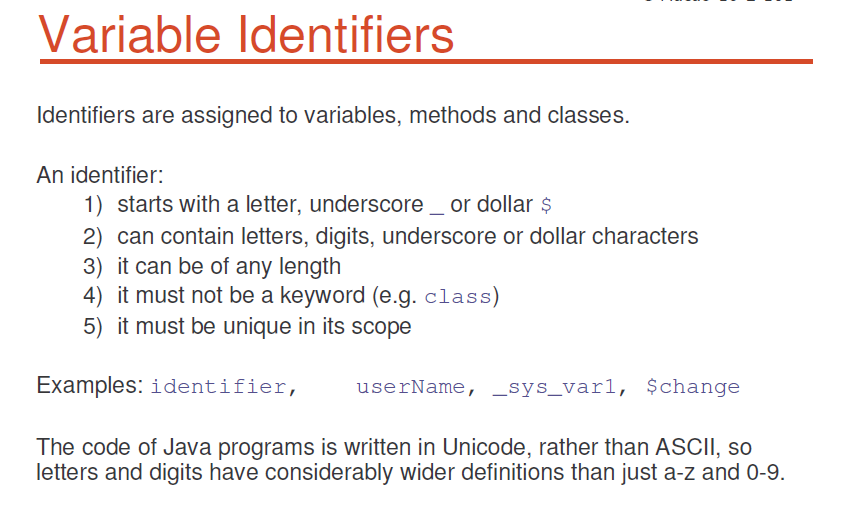 Variable Identifiers
Identifiers are assigned to variables, methods and classes.
An identifier:
1) starts with a letter, underscore _ or dollar $
2) can contain letters, digits, underscore or dollar characters
3) it can be of any length
4) it must not be a keyword (e.g. class)
5) it must be unique in its scope
Examples: identifier, userName, _sys_var1, $change
The code of Java programs is written in Unicode, rather than ASCII, so
letters and digits have considerably wider definitions than just a-z and 0-9.